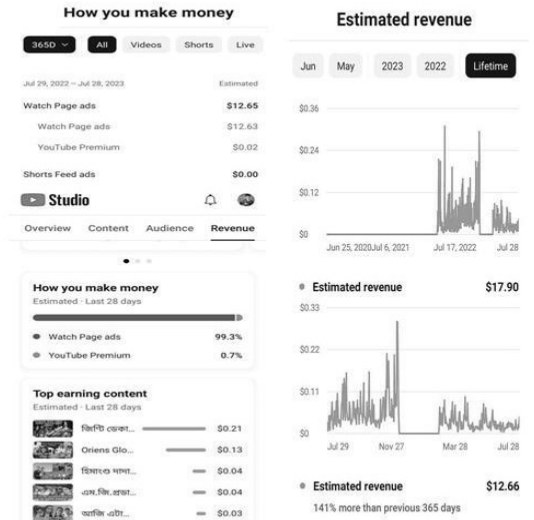 How you make money
365D All Videos Shorts Live
Jul 29, 2022 – Jul 28, 2023 Estimated
Watch Page ads $12.65
Watch Page ads $12.63
YouTube Premium $0.02
Shorts Feed ads $0.00
Studio
Overview Content Audience Revenue
How you make money
Estimated · Last 28 days
Watch Page ads 99.3%
YouTube Premium 0.7%
Top earning content
Estimated · Last 28 days
$0.21
Oriens Glo... $0.13
হিমাংশু দাদা... $0.04
এম.জি.প্রডা... $0.04
আজি এটা... $0.03
Estimated revenue
Jun May 2023 2022 Lifetime
$0.36
$0.24
$0.12
$0
Jun 25, 2020 Jul 6, 2021 Jul 17, 2022 Jul 28
Estimated revenue $17.90
$0.33
$0.22
$0.11
$0
Jul 29 Nov 27 Mar 28 Jul 28
Estimated revenue $12.66
141% more than previous 365 days